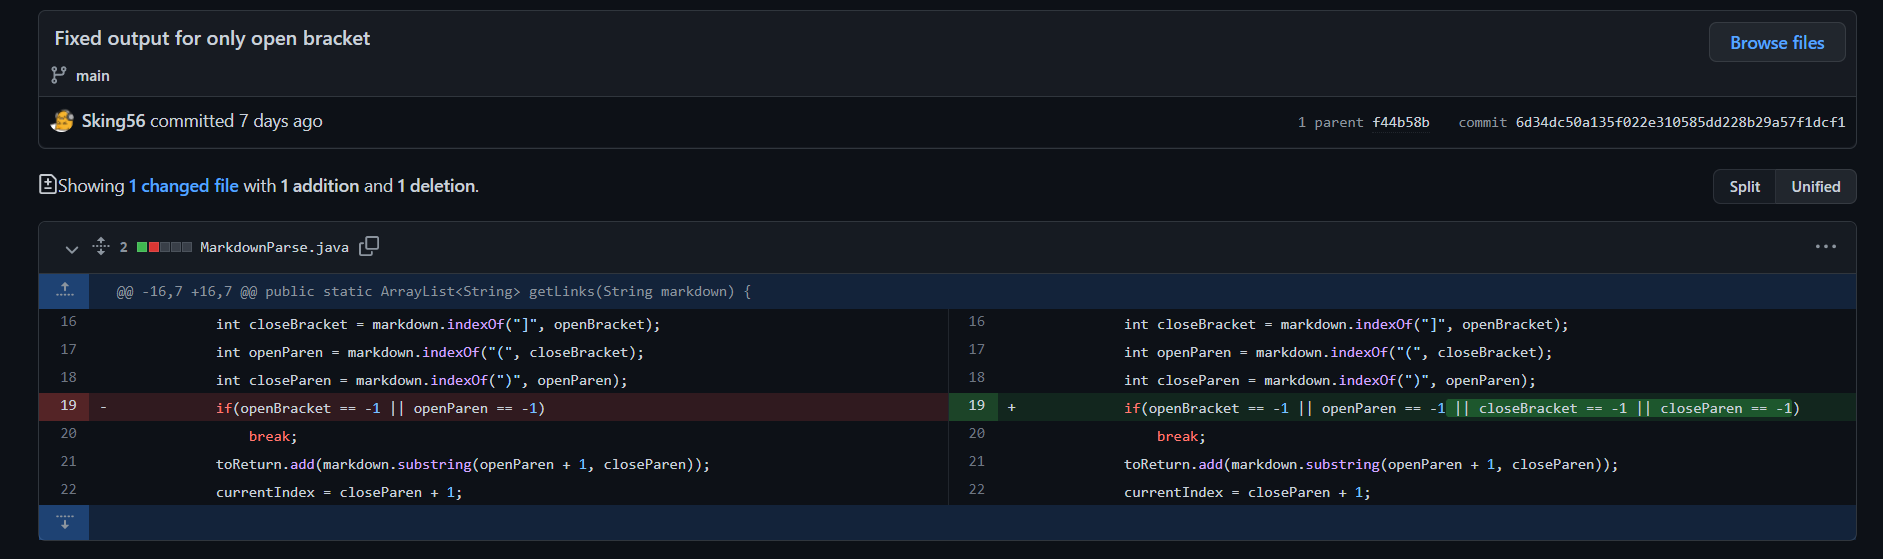 Fixed output for only open bracket
Browse files
main
Sking56 committed 7 days ago
1 parent f44b58b commit 6d34dc50a135f022e310585dd228b29a57f1dcf1
Showing 1 changed file with 1 addition and 1 deletion.
Split Unified
2 MarkdownParse.java
@@ -16,7 +16,7 @@ public static ArrayList<String> getLinks(String markdown) {
16 int closeBracket = markdown.indexOf("]", openBracket);
17 int openParen = markdown.indexOf("(", closeBracket);
18 int closeParen = markdown.indexOf(")", openParen);
19 - if(openBracket == -1 || openParen == -1)
20 break;
21 toReturn.add(markdown.substring(openParen + 1, closeParen));
22 currentIndex = closeParen + 1;
16 int closeBracket = markdown.indexOf("]", openBracket);
17 int openParen = markdown.indexOf("(", closeBracket);
18 int closeParen = markdown.indexOf(")", openParen);
19 + if(openBracket == -1 || openParen == -1 || closeBracket == -1 || closeParen == -1)
20 break;
21 toReturn.add(markdown.substring(openParen + 1, closeParen));
22 currentIndex = closeParen + 1;